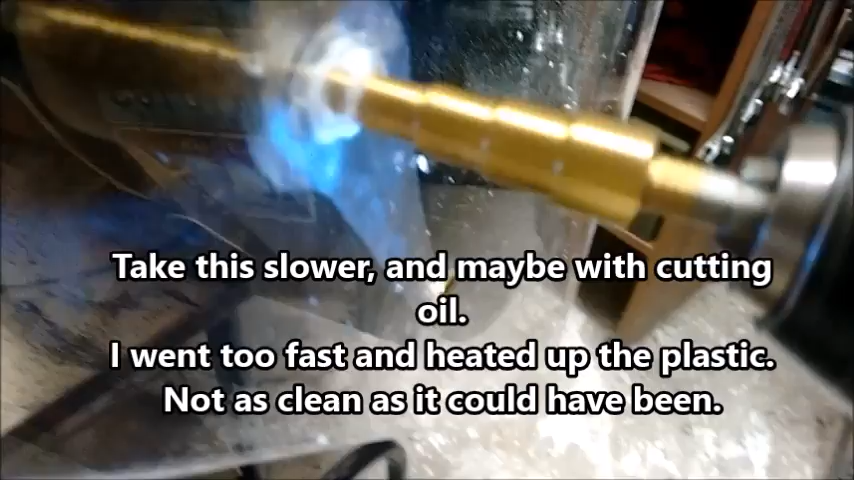 Take this slower, and maybe with cutting
oil.
I went too fast and heated up the plastic.
Not as clean as it could have been.